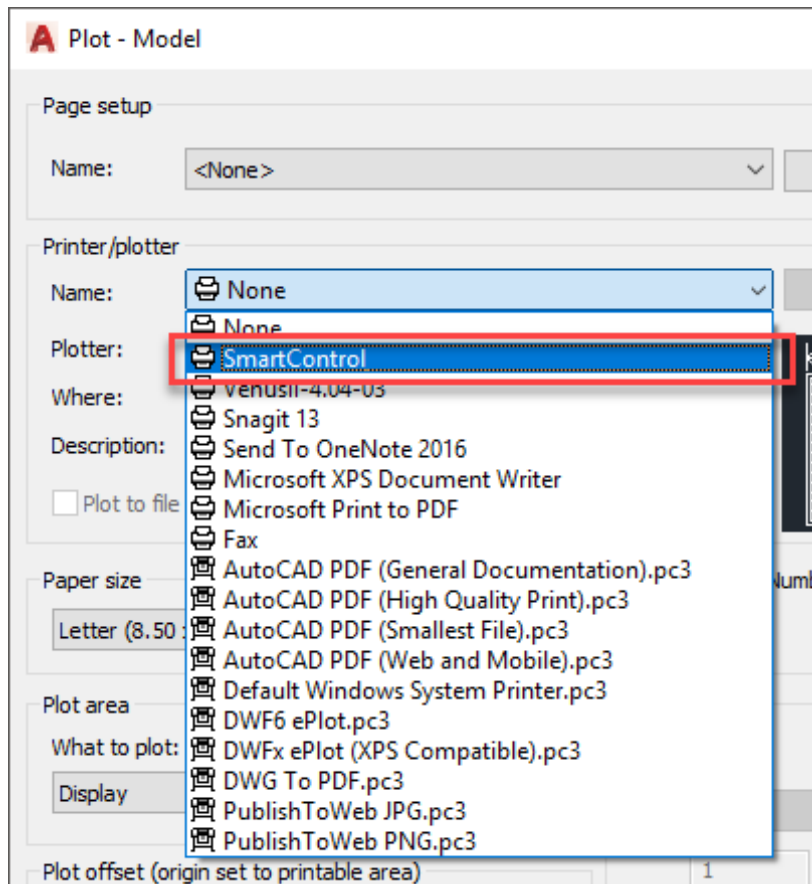 Plot - Model
Page setup
Name: <None>
Printer/plotter
Name: None
None
Plotter: SmartControl
Where: VenusII-4.04-03
Snagit 13
Description: Send To OneNote 2016
Microsoft XPS Document Writer
Plot to file Microsoft Print to PDF
Fax
AutoCAD PDF (General Documentation).pc3
Paper size AutoCAD PDF (High Quality Print).pc3
Letter (8.50 AutoCAD PDF (Smallest File).pc3
AutoCAD PDF (Web and Mobile).pc3
Default Windows System Printer.pc3
Plot area DWF6 ePlot.pc3
What to plot: DWFx ePlot (XPS Compatible).pc3
Display DWG To PDF.pc3
PublishToWeb JPG.pc3
PublishToWeb PNG.pc3
Plot offset (origin set to printable area) 1